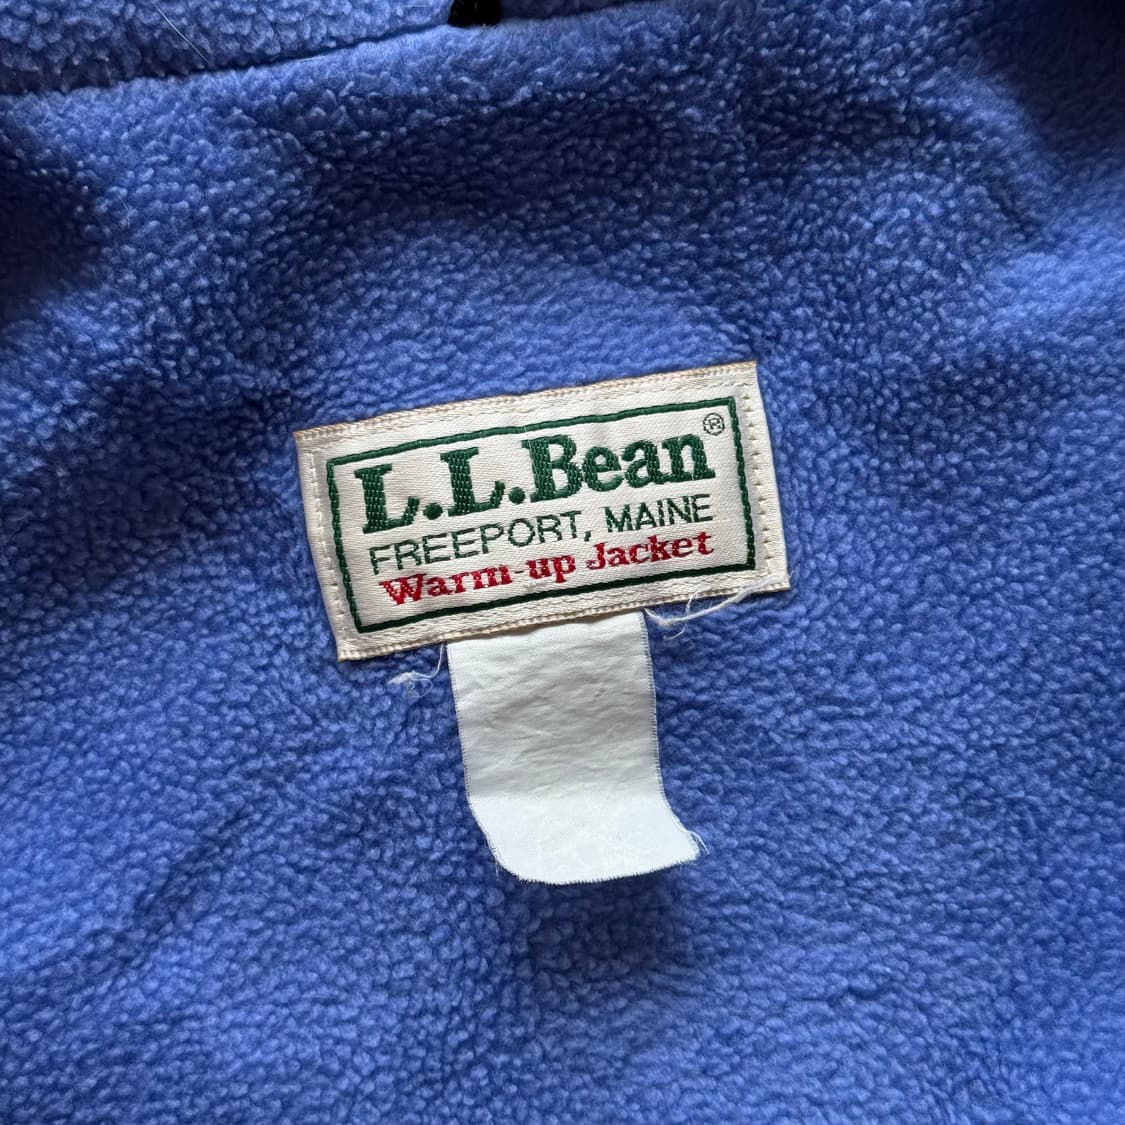 L.L.Bean®
FREEPORT, MAINE
Warm-up Jacket